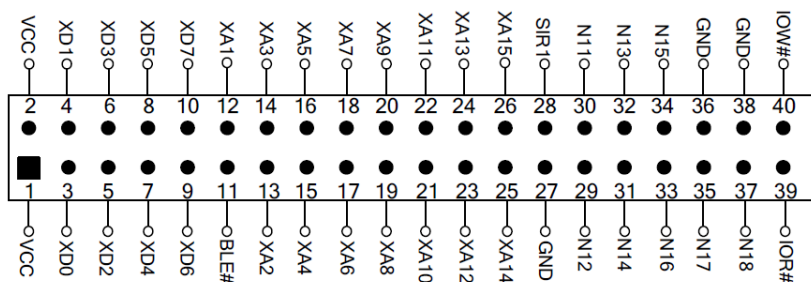 VCC XD1 XD3 XD5 XD7 XA1 XA3 XA5 XA7 XA9 XA11 XA13 XA15 SIR1 N11 N13 N15 GND GND IOW#
2 4 6 8 10 12 14 16 18 20 22 24 26 28 30 32 34 36 38 40
1 3 5 7 9 11 13 15 17 19 21 23 25 27 29 31 33 35 37 39
VCC XD0 XD2 XD4 XD6 BLE# XA2 XA4 XA6 XA8 XA10 XA12 XA14 GND N12 N14 N16 N17 N18 IOR#